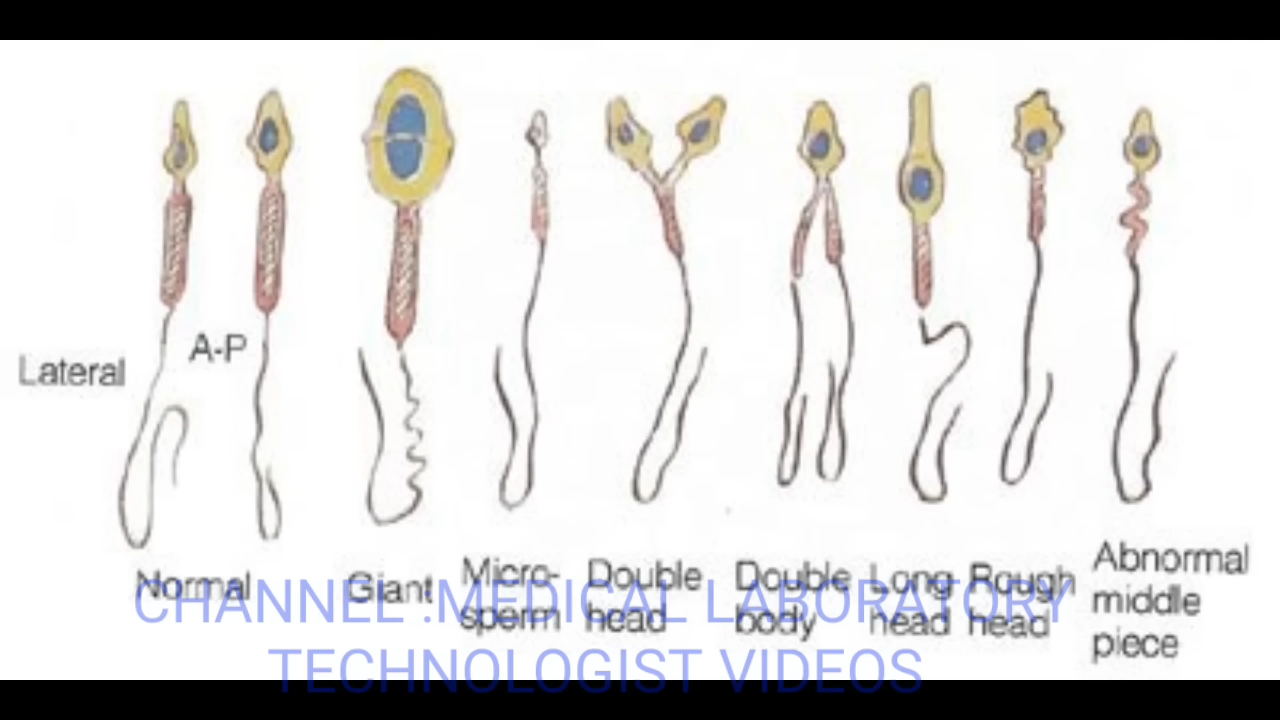 Lateral
A-P
Normal
Giant
Micro-
sperm
Double
head
Double
body
Long
head
Rough
head
Abnormal
middle
piece
CHANNEL :MEDICAL LABORATORY
TECHNOLOGIST VIDEOS